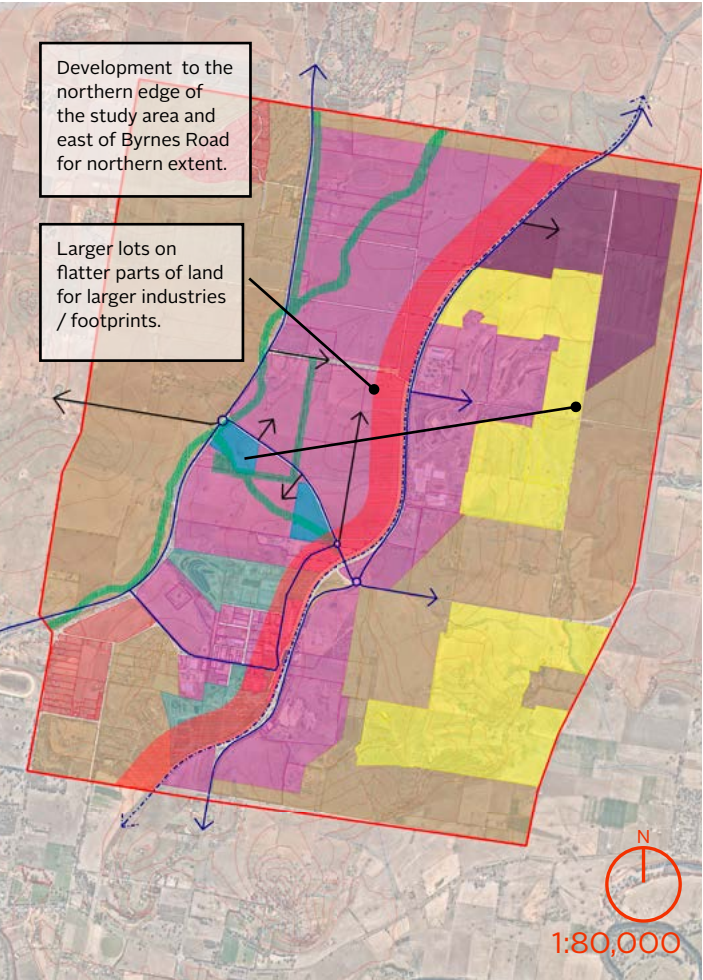 Development to the
northern edge of
the study area and
east of Byrnes Road
for northern extent.
Larger lots on
flatter parts of land
for larger industries
/ footprints.
N
1:80,000